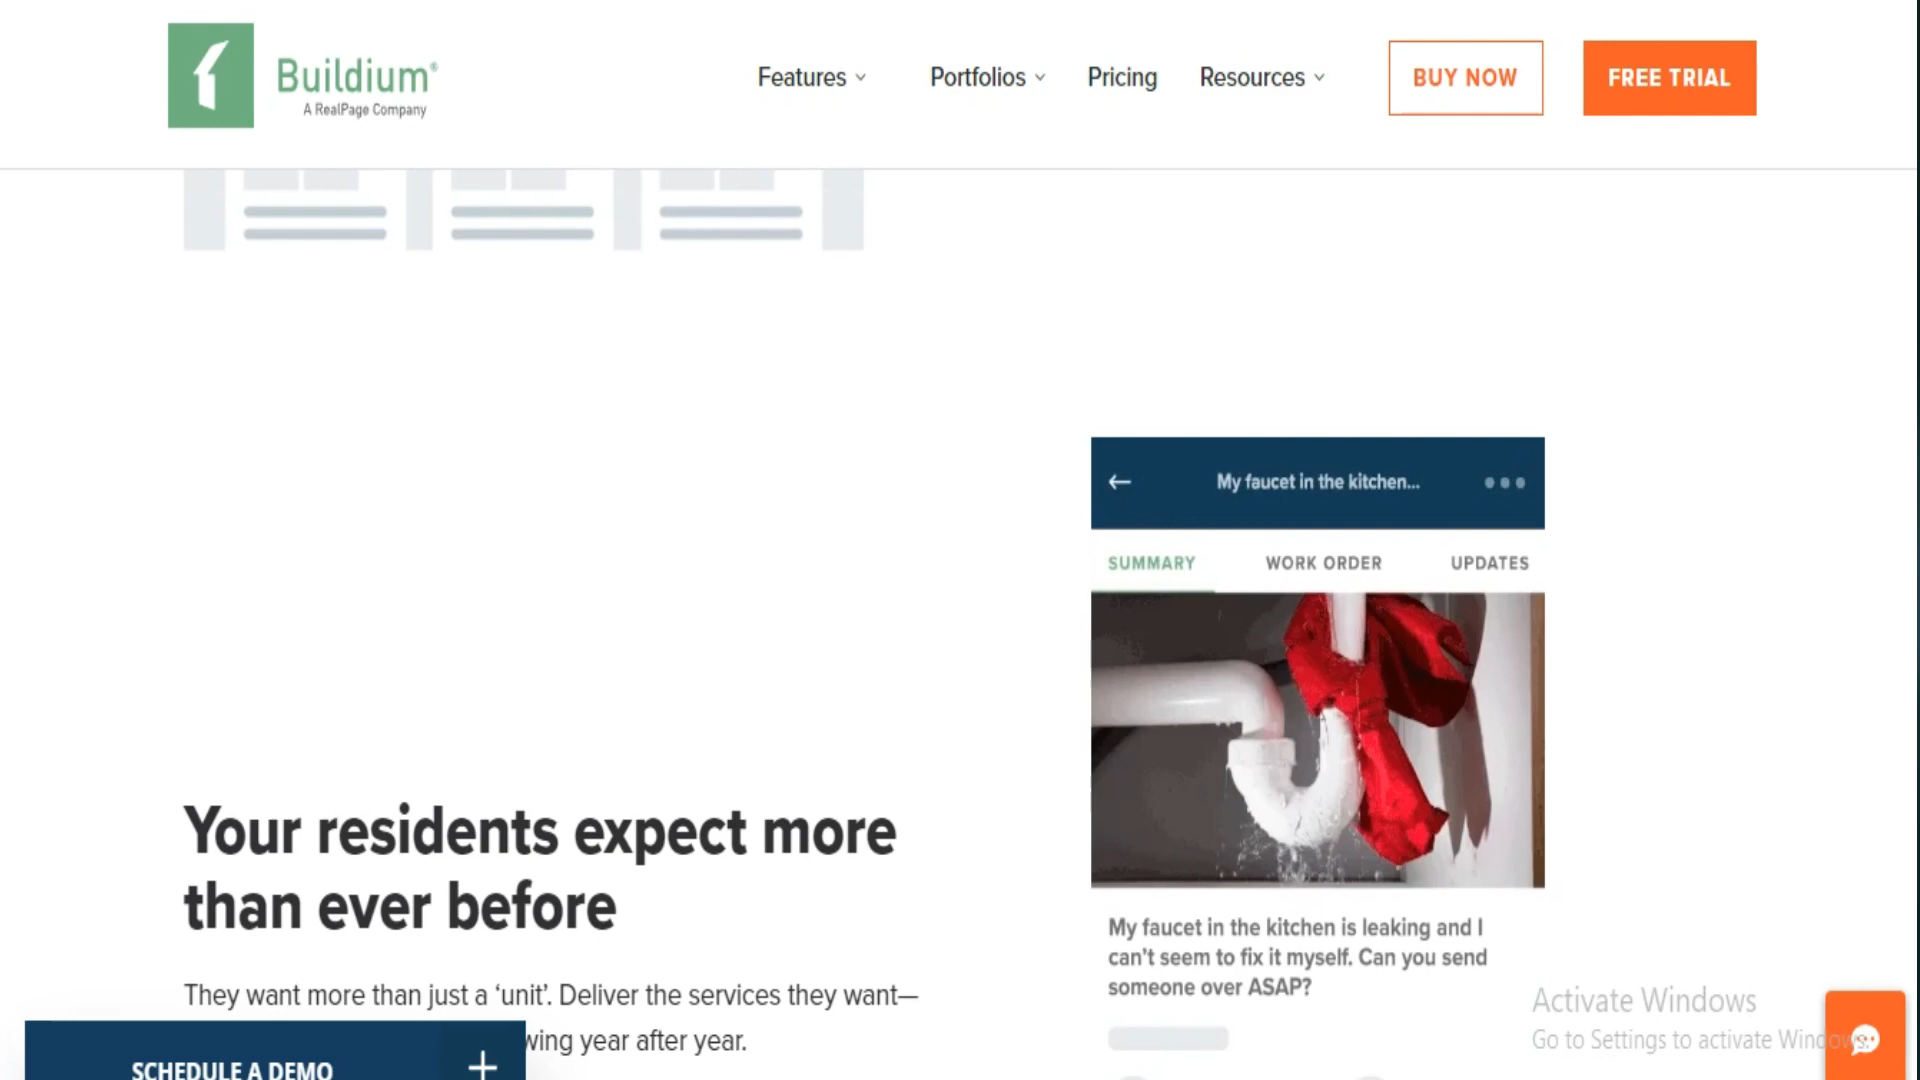 Buildium®
A RealPage Company
Features
Portfolios
Pricing
Resources
BUY NOW
FREE TRIAL
My faucet in the kitchen...
SUMMARY
WORK ORDER
UPDATES
Your residents expect more
than ever before
My faucet in the kitchen is leaking and I
can't seem to fix it myself. Can you send
someone over ASAP?
They want more than just a ‘unit’. Deliver the services they want—
year after year.
SCHEDULE A DEMO
Activate Windows
Go to Settings to activate Windows.